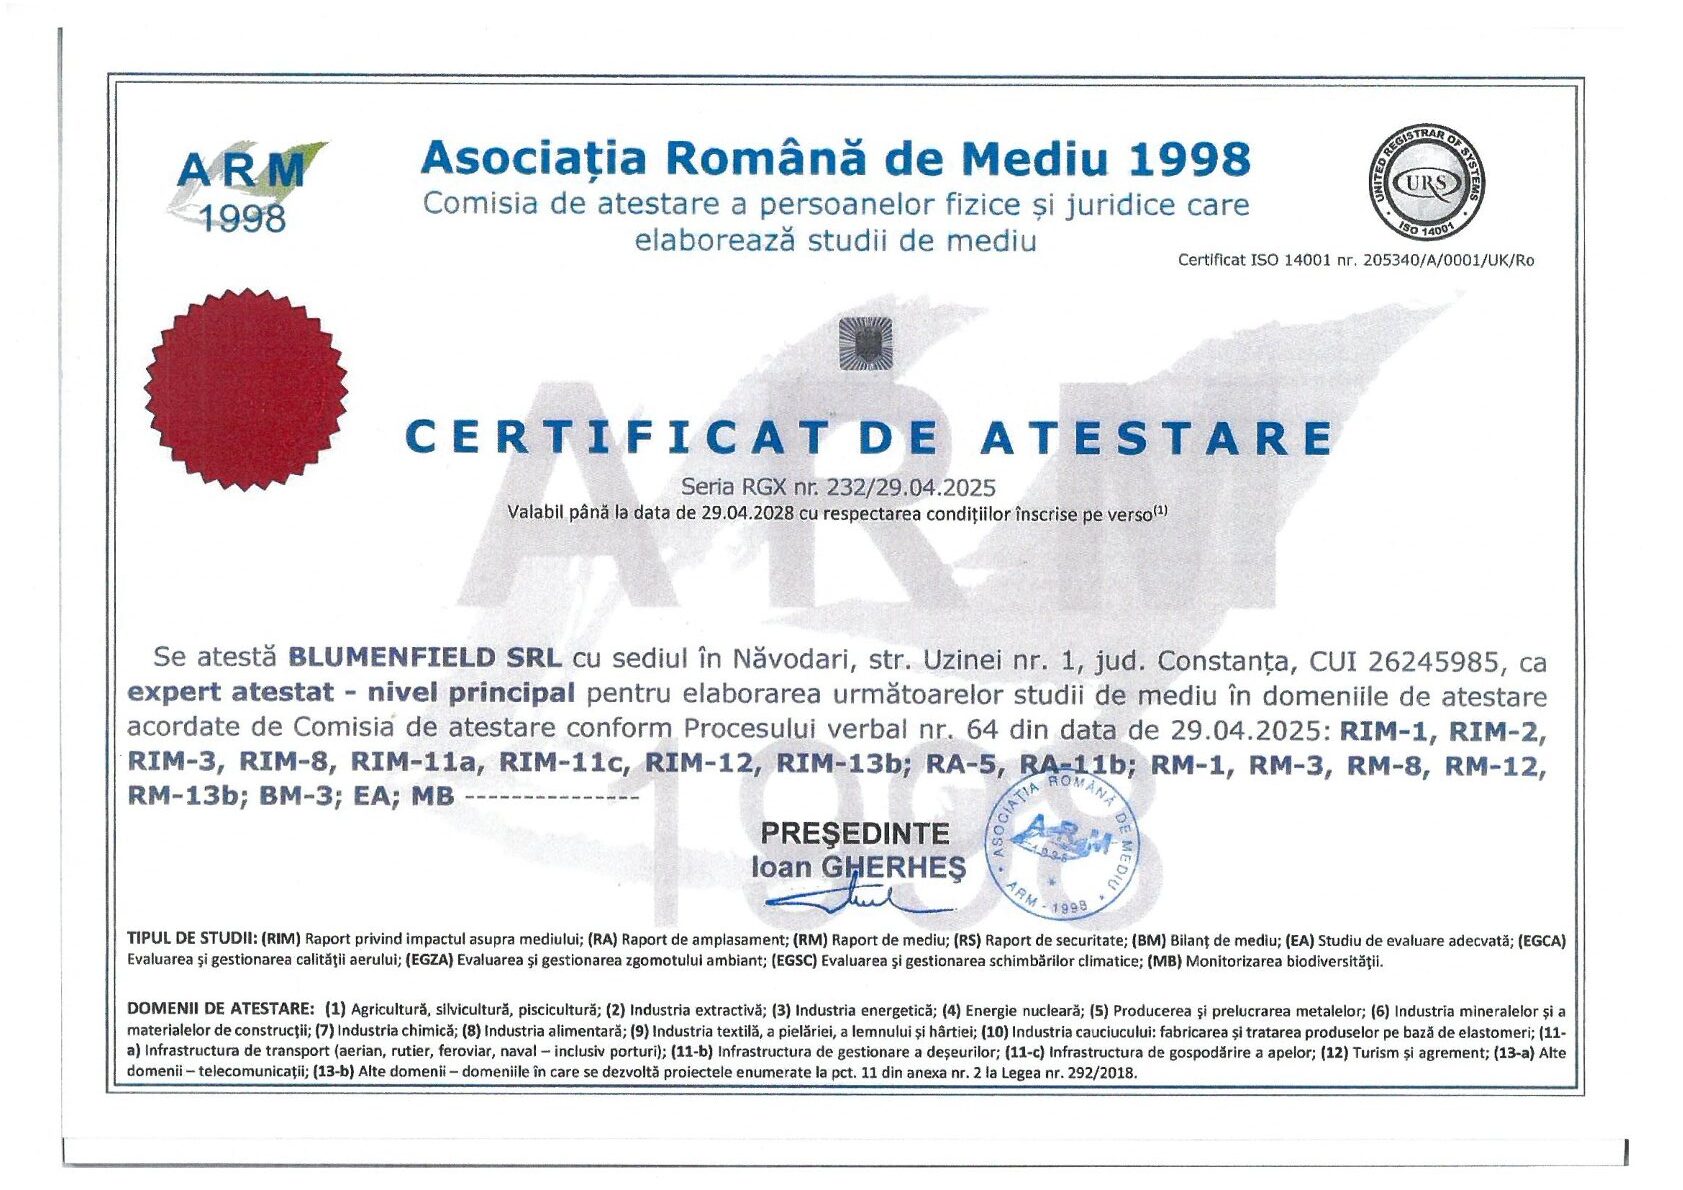 ARM
1998
Asociația Română de Mediu 1998
Comisia de atestare a persoanelor fizice și juridice care
elaborează studii de mediu
UNITED REGISTRAR OF SYSTEMS
URS
ISO 14001
Certificat ISO 14001 nr. 205340/A/0001/UK/Ro
CERTIFICAT DE ATESTARE
Seria RGX nr. 232/29.04.2025
Valabil până la data de 29.04.2028 cu respectarea condițiilor înscrise pe verso(1)
Se atestă BLUMENFIELD SRL cu sediul în Năvodari, str. Uzinei nr. 1, jud. Constanța, CUI 26245985, ca
expert atestat - nivel principal pentru elaborarea următoarelor studii de mediu în domeniile de atestare
acordate de Comisia de atestare conform Procesului verbal nr. 64 din data de 29.04.2025: RIM-1, RIM-2,
RIM-3, RIM-8, RIM-11a, RIM-11c, RIM-12, RIM-13b; RA-5, RA-11b; RM-1, RM-3, RM-8, RM-12,
RM-13b; BM-3; EA; MB ---------------
PREŞEDINTE
Ioan GHERHEŞ
ASOCIAȚIA ROMÂNĂ DE MEDIU
ARM
1998
ARM - 1998
TIPUL DE STUDII: (RIM) Raport privind impactul asupra mediului; (RA) Raport de amplasament; (RM) Raport de mediu; (RS) Raport de securitate; (BM) Bilanț de mediu; (EA) Studiu de evaluare adecvată; (EGCA)
Evaluarea și gestionarea calității aerului; (EGZA) Evaluarea și gestionarea zgomotului ambiant; (EGSC) Evaluarea și gestionarea schimbărilor climatice; (MB) Monitorizarea biodiversității.
DOMENII DE ATESTARE: (1) Agricultură, silvicultură, piscicultură; (2) Industria extractivă; (3) Industria energetică; (4) Energie nucleară; (5) Producerea și prelucrarea metalelor; (6) Industria mineralelor și a
materialelor de construcții; (7) Industria chimică; (8) Industria alimentară; (9) Industria textilă, a pielăriei, a lemnului și hârtiei; (10) Industria cauciucului: fabricarea și tratarea produselor pe bază de elastomeri; (11-
a) Infrastructura de transport (aerian, rutier, feroviar, naval – inclusiv porturi); (11-b) Infrastructura de gestionare a deșeurilor; (11-c) Infrastructura de gospodărire a apelor; (12) Turism și agrement; (13-a) Alte
domenii – telecomunicații; (13-b) Alte domenii – domeniile în care se dezvoltă proiectele enumerate la pct. 11 din anexa nr. 2 la Legea nr. 292/2018.